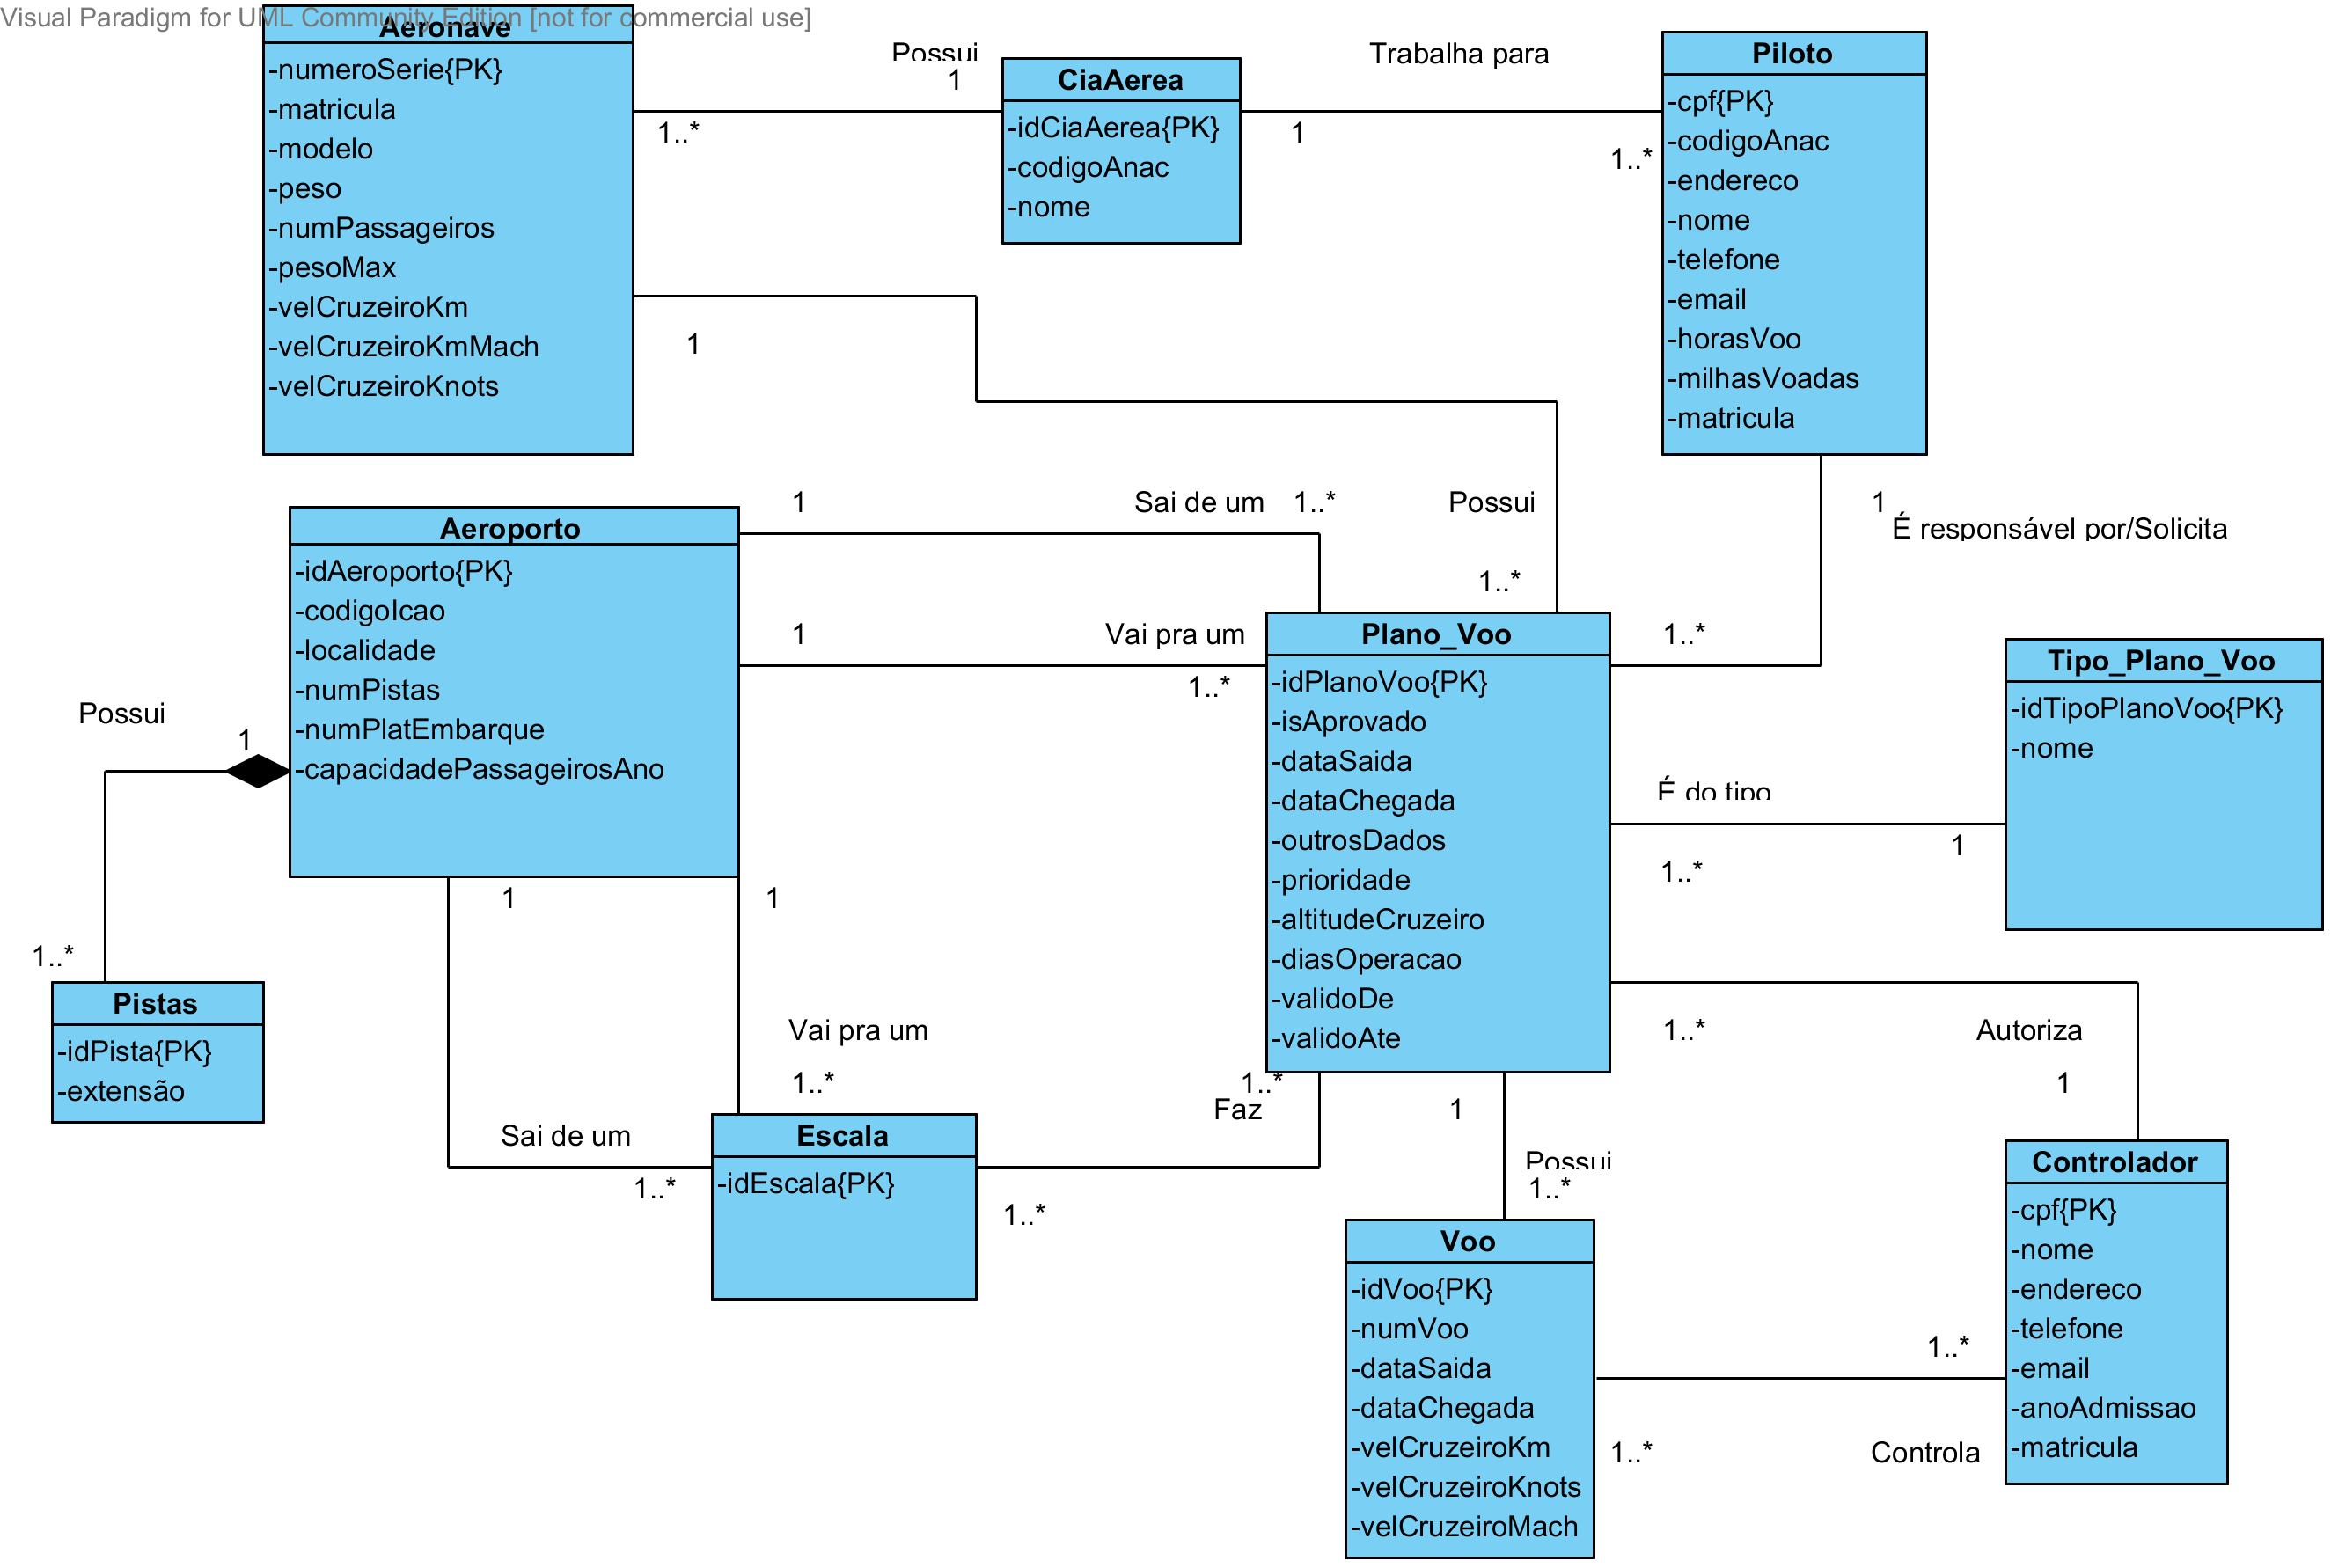 Visual Paradigm for UML Community Edition [not for commercial use]
Aeronave
-numeroSerie{PK}
-matricula
-modelo
-peso
-numPassageiros
-pesoMax
-velCruzeiroKm
-velCruzeiroKmMach
-velCruzeiroKnots
Possui
1
1..*
CiaAerea
-idCiaAerea{PK}
-codigoAnac
-nome
Trabalha para
1
1..*
Piloto
-cpf{PK}
-codigoAnac
-endereco
-nome
-telefone
-email
-horasVoo
-milhasVoadas
-matricula
1
Possui
1..*
1
É responsável por/Solicita
1..*
Aeroporto
-idAeroporto{PK}
-codigoIcao
-localidade
-numPistas
-numPlatEmbarque
-capacidadePassageirosAno
1
Sai de um
1..*
1
Vai pra um
1..*
Plano_Voo
-idPlanoVoo{PK}
-isAprovado
-dataSaida
-dataChegada
-outrosDados
-prioridade
-altitudeCruzeiro
-diasOperacao
-validoDe
-validoAte
Tipo_Plano_Voo
-idTipoPlanoVoo{PK}
-nome
É do tipo
1
1..*
Possui
1
1..*
Pistas
-idPista{PK}
-extensão
1
1
Vai pra um
1..*
Sai de um
1..*
Escala
-idEscala{PK}
1..*
Faz
1..*
1
Possui
1..*
1..*
Autoriza
1
Voo
-idVoo{PK}
-numVoo
-dataSaida
-dataChegada
-velCruzeiroKm
-velCruzeiroKnots
-velCruzeiroMach
Controlador
-cpf{PK}
-nome
-endereco
-telefone
-email
-anoAdmissao
-matricula
1..*
1..*
Controla